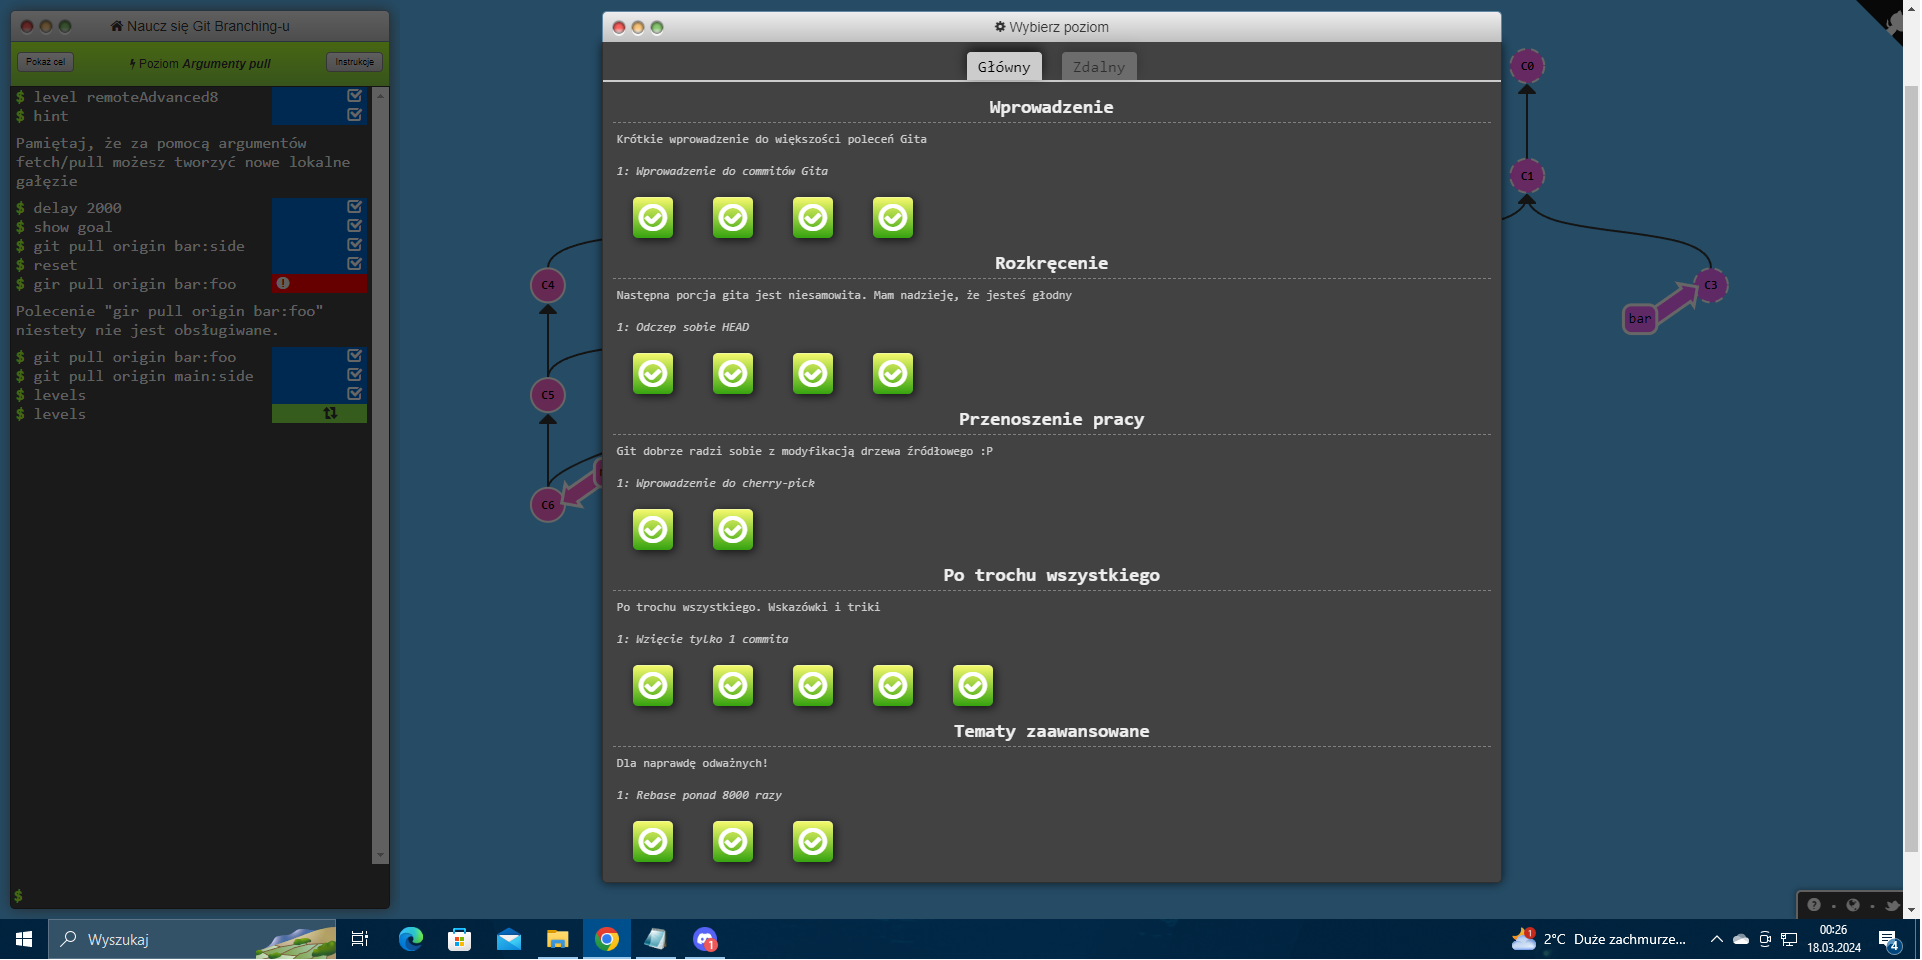 Naucz się Git Branching-u
Pokaż cel
Poziom Argumenty pull
Instrukcje
$ level remoteAdvanced8
$ hint
Pamiętaj, że za pomocą argumentów
fetch/pull możesz tworzyć nowe lokalne
gałęzie
$ delay 2000
$ show goal
$ git pull origin bar:side
$ reset
$ gir pull origin bar:foo
Polecenie "gir pull origin bar:foo"
niestety nie jest obsługiwane.
$ git pull origin bar:foo
$ git pull origin main:side
$ levels
$ levels
$
Wybierz poziom
Główny
Zdalny
Wprowadzenie
Krótkie wprowadzenie do większości poleceń Gita
1: Wprowadzenie do commitów Gita
Rozkręcenie
Następna porcja gita jest niesamowita. Mam nadzieję, że jesteś głodny
1: Odczep sobie HEAD
Przenoszenie pracy
Git dobrze radzi sobie z modyfikacją drzewa źródłowego :P
1: Wprowadzenie do cherry-pick
Po trochu wszystkiego
Po trochu wszystkiego. Wskazówki i triki
1: Wzięcie tylko 1 commita
Tematy zaawansowane
Dla naprawdę odważnych!
1: Rebase ponad 8000 razy
C4
C5
C6
C0
C1
C3
bar
Wyszukaj
1
1
2°C Duże zachmurze...
00:26
18.03.2024
4